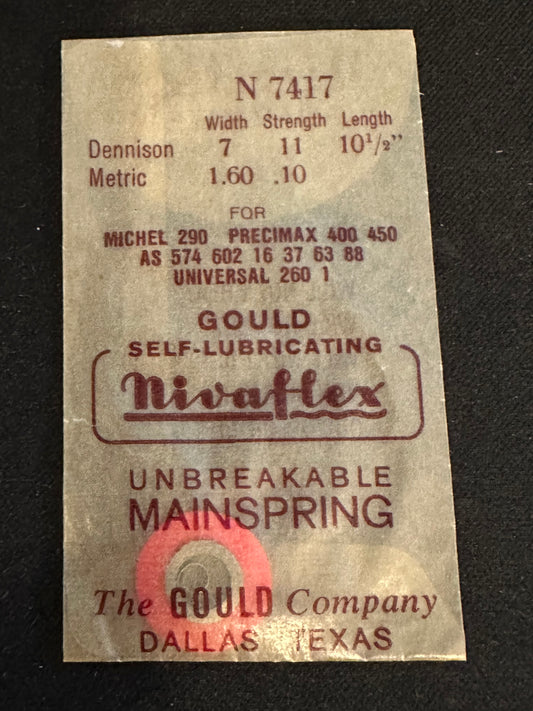 N 7417
Width Strength Length
Dennison 7 11 10 1/2"
Metric 1.60 .10
FOR
MICHEL 290 PRECIMAX 400 450
AS 574 602 16 37 63 88
UNIVERSAL 260 1
GOULD
SELF-LUBRICATING
Nivaflex
UNBREAKABLE
MAINSPRING
The GOULD Company
DALLAS TEXAS